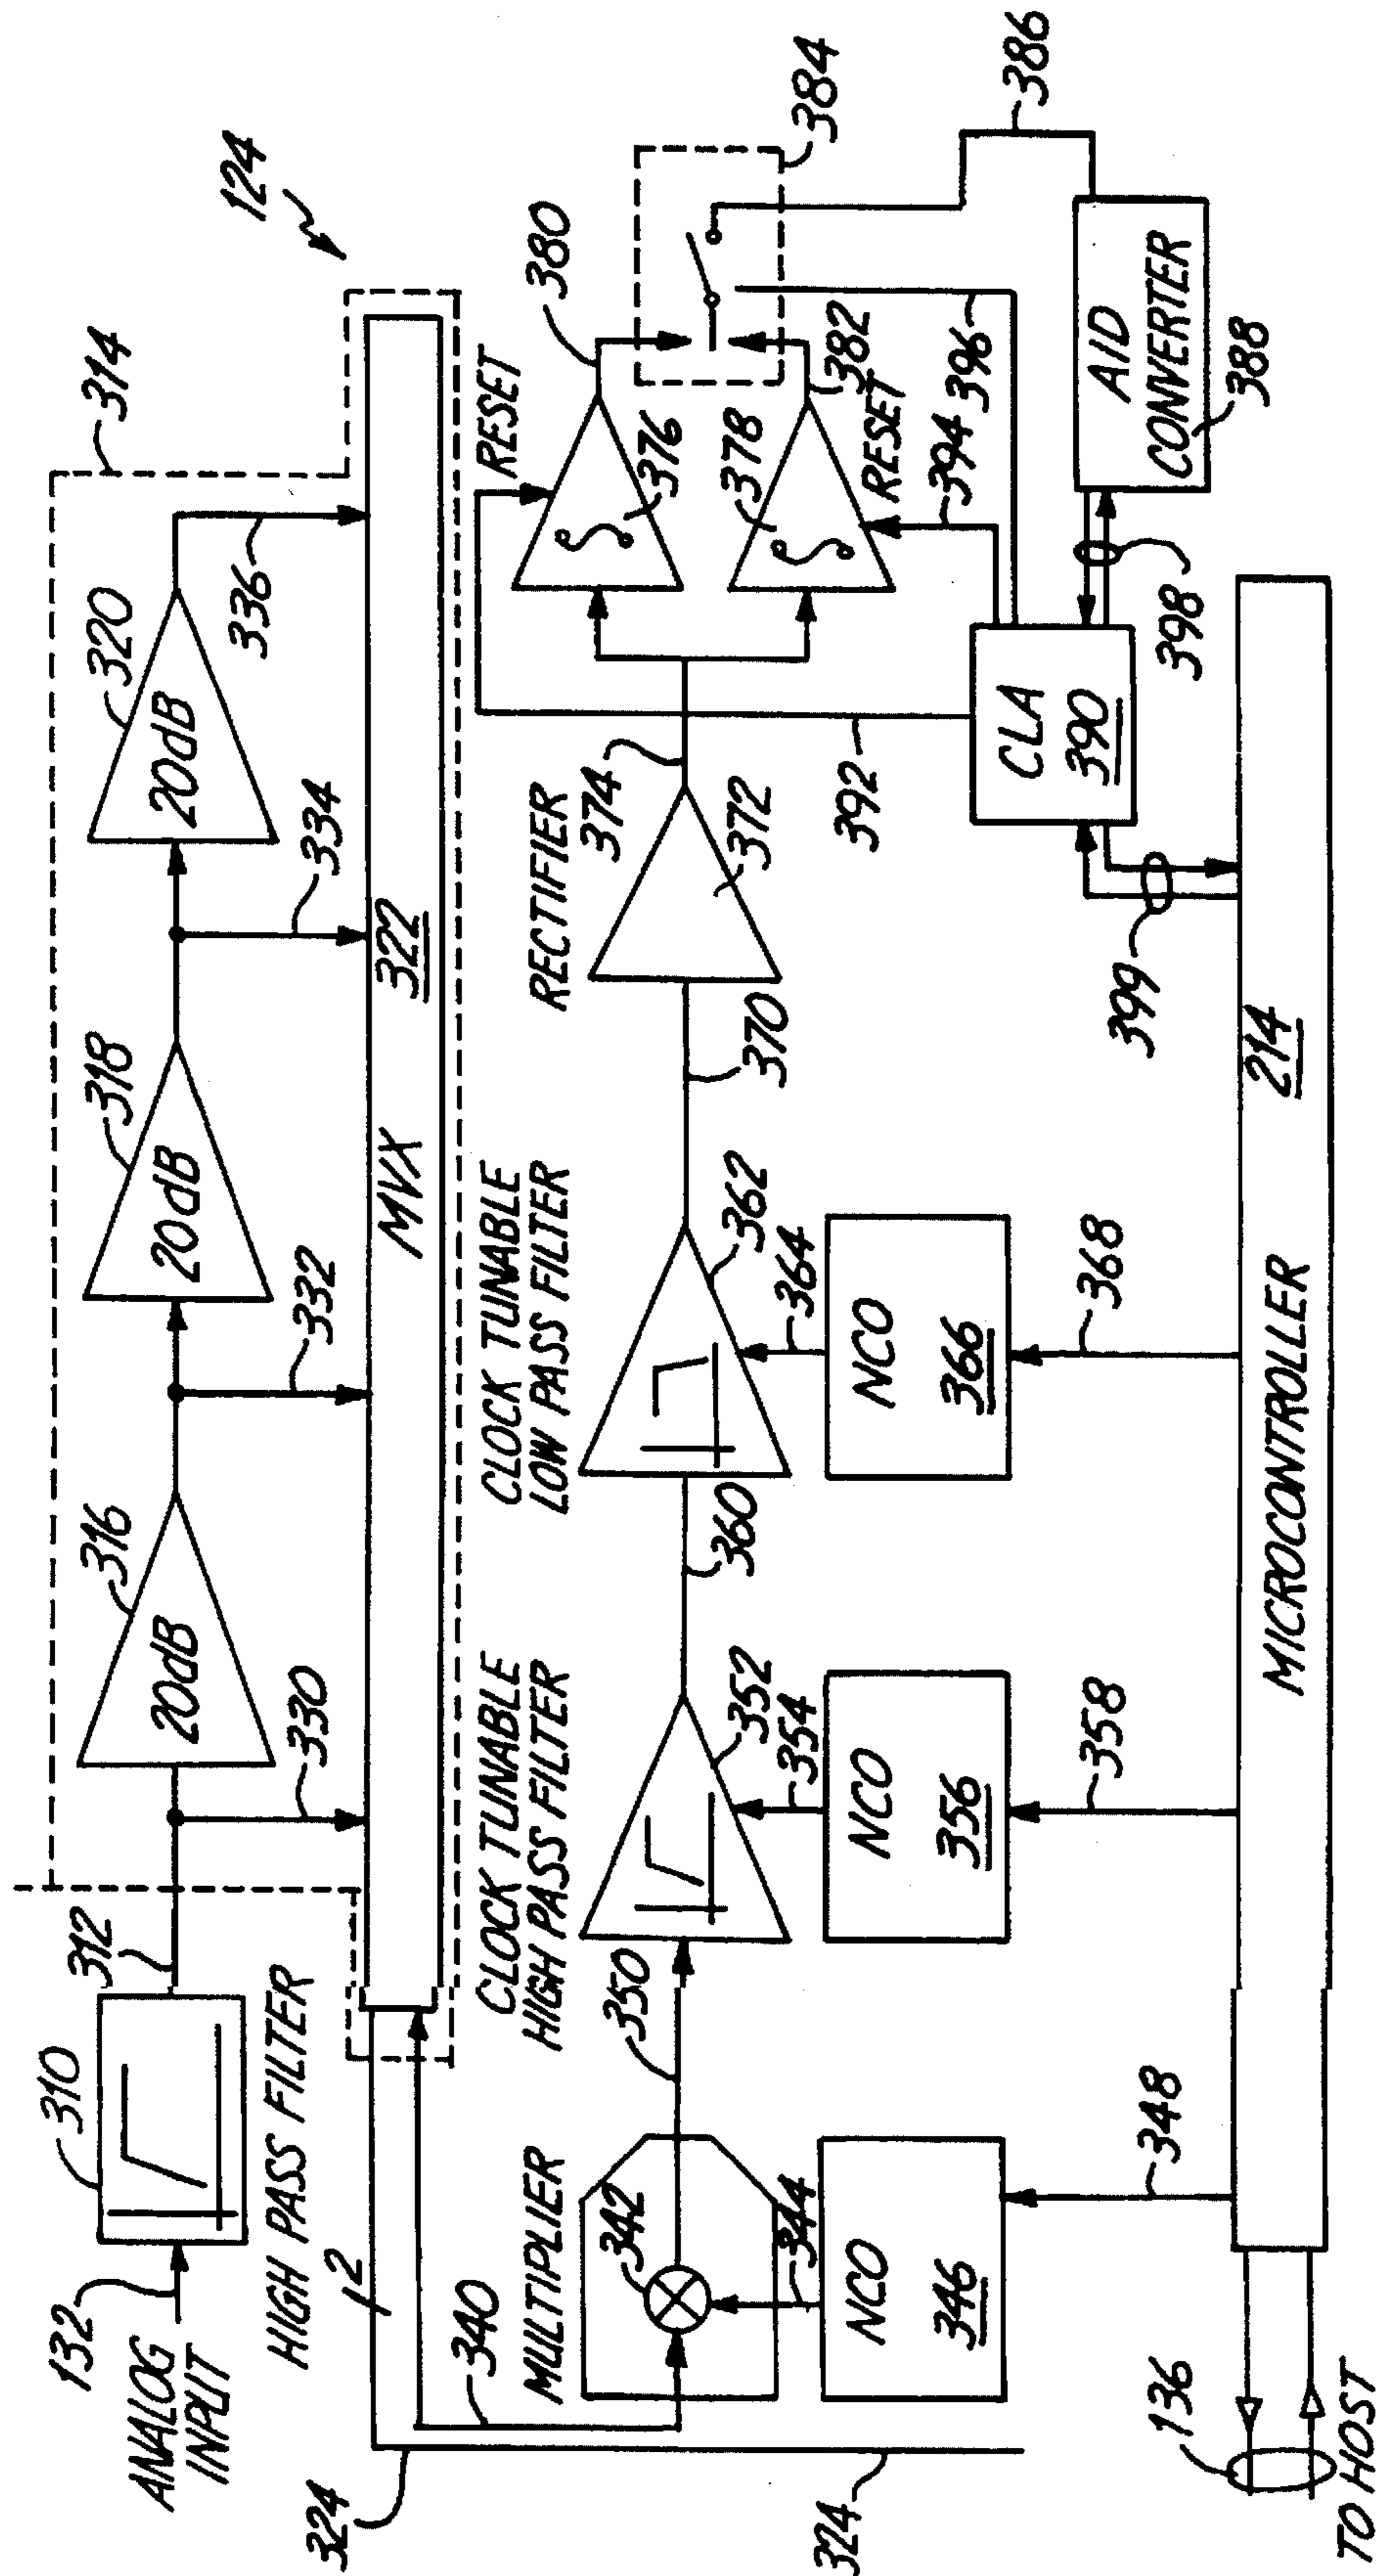 124
314
ANALOG
INPUT
132
310
HIGH PASS FILTER
312
316
20dB
318
20dB
320
20dB
330
332
334
336
MVX
322
324
12
340
324
MULTIPLIER
342
344
NCO
346
348
350
CLOCK TUNABLE
HIGH PASS FILTER
352
354
NCO
356
358
360
CLOCK TUNABLE
LOW PASS FILTER
362
364
NCO
366
368
370
RECTIFIER
372
374
RESET
376
380
378
382
RESET
384
386
392
394
396
CLA
390
398
399
A/D
CONVERTER
388
MICROCONTROLLER
214
136
TO HOST